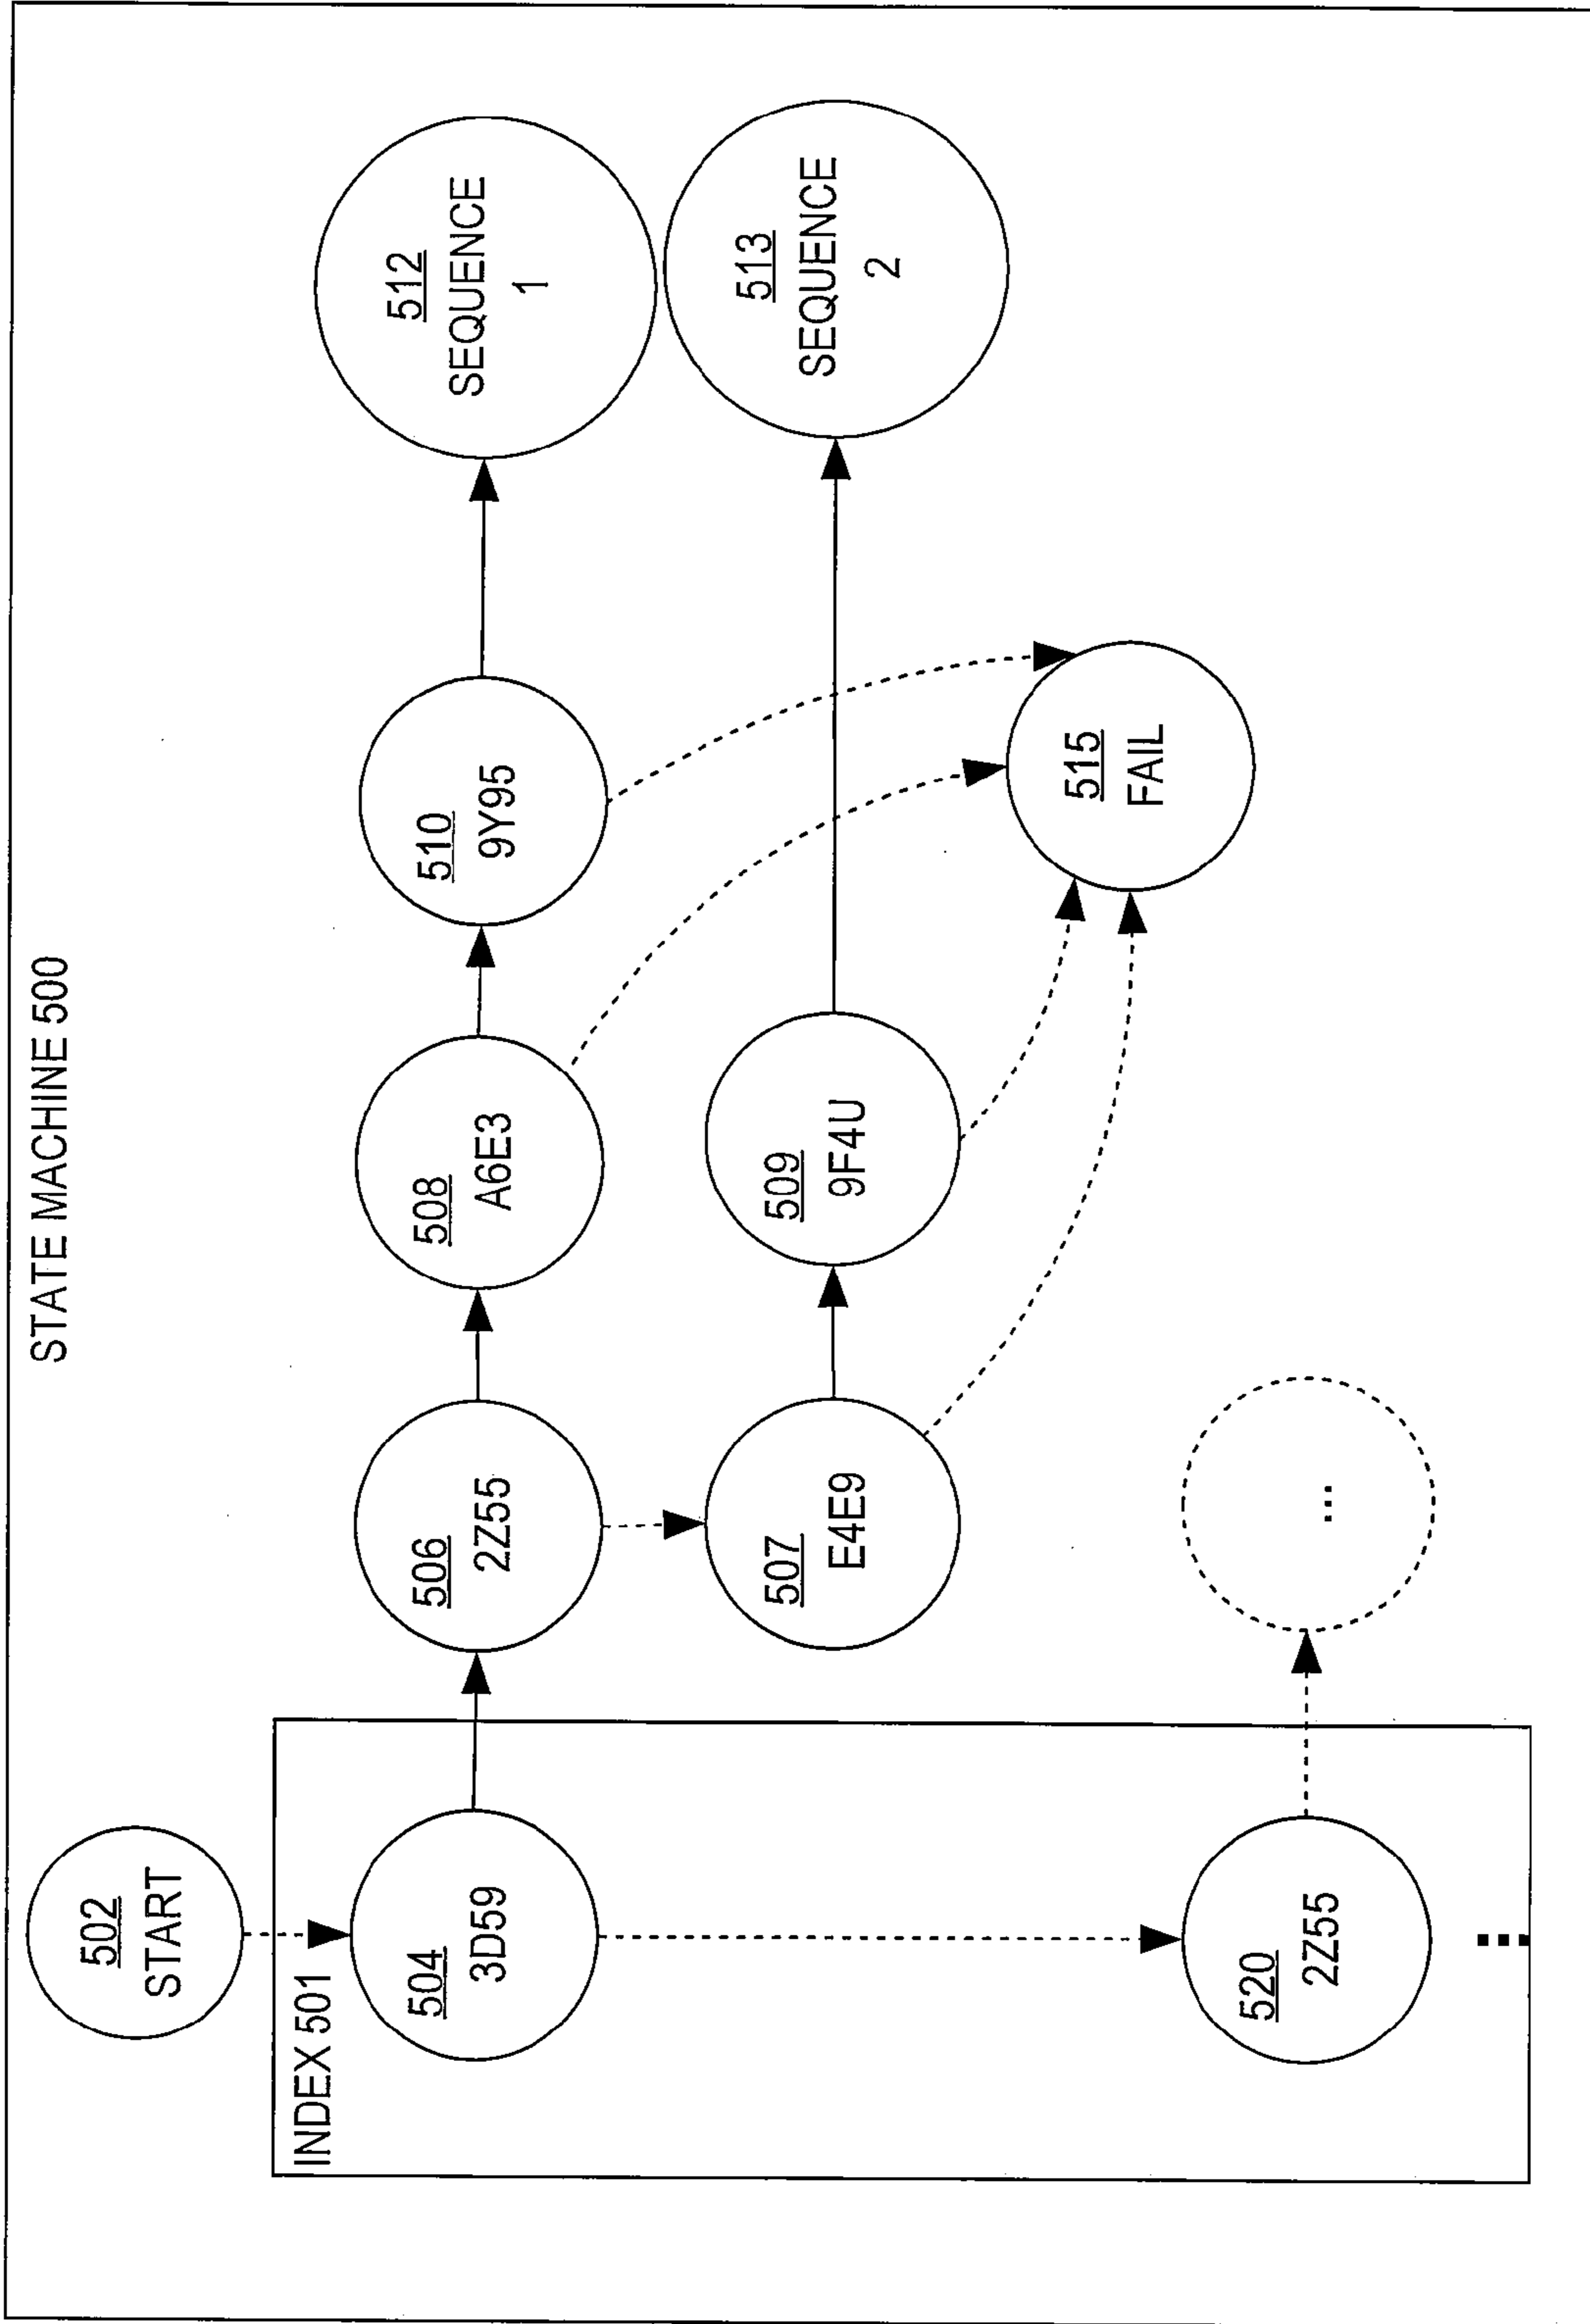 STATE MACHINE 500
502
START
INDEX 501
504
3D59
506
2Z55
508
A6E3
510
9Y95
512
SEQUENCE
1
507
E4E9
509
9F4U
513
SEQUENCE
2
515
FAIL
520
2Z55
...
...